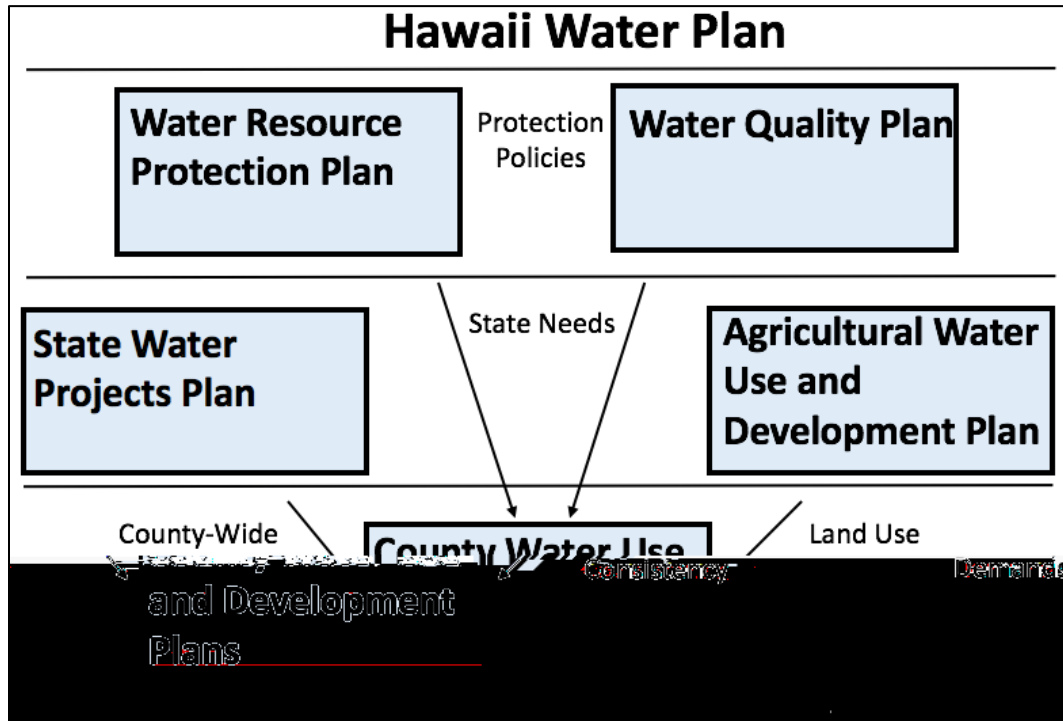 Hawaii Water Plan
Water Resource
Protection Plan
Protection
Policies
Water Quality Plan
State Water
Projects Plan
State Needs
Agricultural Water
Use and
Development Plan
County-Wide
County Water Use
Land Use
Consistency
Demands
and Development
Plans